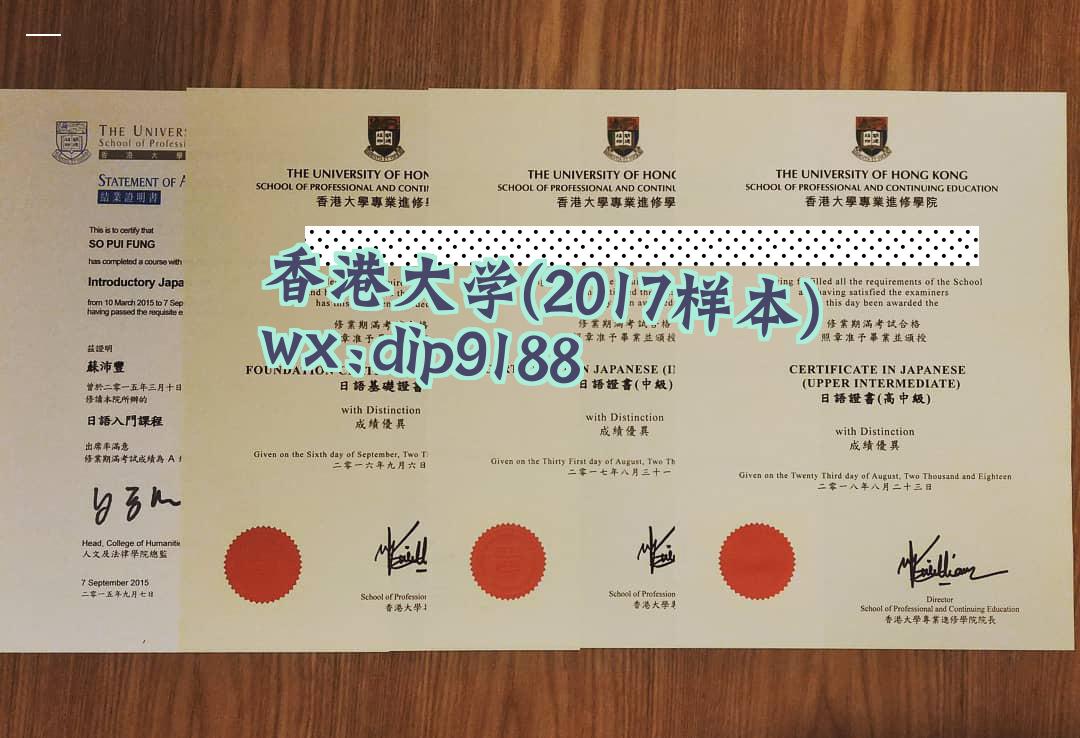 THE UNIVERS
School of Professi
香 港 大 學
STATEMENT OF A
結業證明書
This is to certify that
SO PUI FUNG
has completed a course with
Introductory Japa
from 10 March 2015 to 7 Sep
having passed the requisite e
茲證明
蘇沛豐
曾於二零一五年三月十日
修讀本院所辦的
日語入門課程
出席率滿意
修業期滿考試成績為 A
Head, College of Humanitie
人文及法律學院總監
7 September 2015
二零一五年九月七日
THE UNIVERSITY OF HON
SCHOOL OF PROFESSIONAL AND CONTI
香港大學專業進修
FOUNDATION
日語基礎證書
with Distinction
成績優異
Given on the Sixth day of September, Two T
二零一六年九月六日
School of Profession
香港大學
THE UNIVERSITY OF HONG
SCHOOL OF PROFESSIONAL AND CONTINU
香港大學專業進修學
修業期滿考試合格
照章准予畢業並頒授
JAPANESE (I
日語證書(中級)
with Distinction
成績優異
Given on the Thirty First day of August, Two Th
二零一七年八月三十一
School of Profession
香港大學
THE UNIVERSITY OF HONG KONG
SCHOOL OF PROFESSIONAL AND CONTINUING EDUCATION
香港大學專業進修學院
all the requirements of the School
having satisfied the examiners
this day been awarded the
修業期滿考試合格
照章准予畢業並頒授
CERTIFICATE IN JAPANESE
(UPPER INTERMEDIATE)
日語證書(高中級)
with Distinction
成績優異
Given on the Twenty Third day of August, Two Thousand and Eighteen
二零一八年八月二十三日
Director
School of Professional and Continuing Education
香港大學專業進修學院院長
香港大学(2017样本)
wx:dip9188